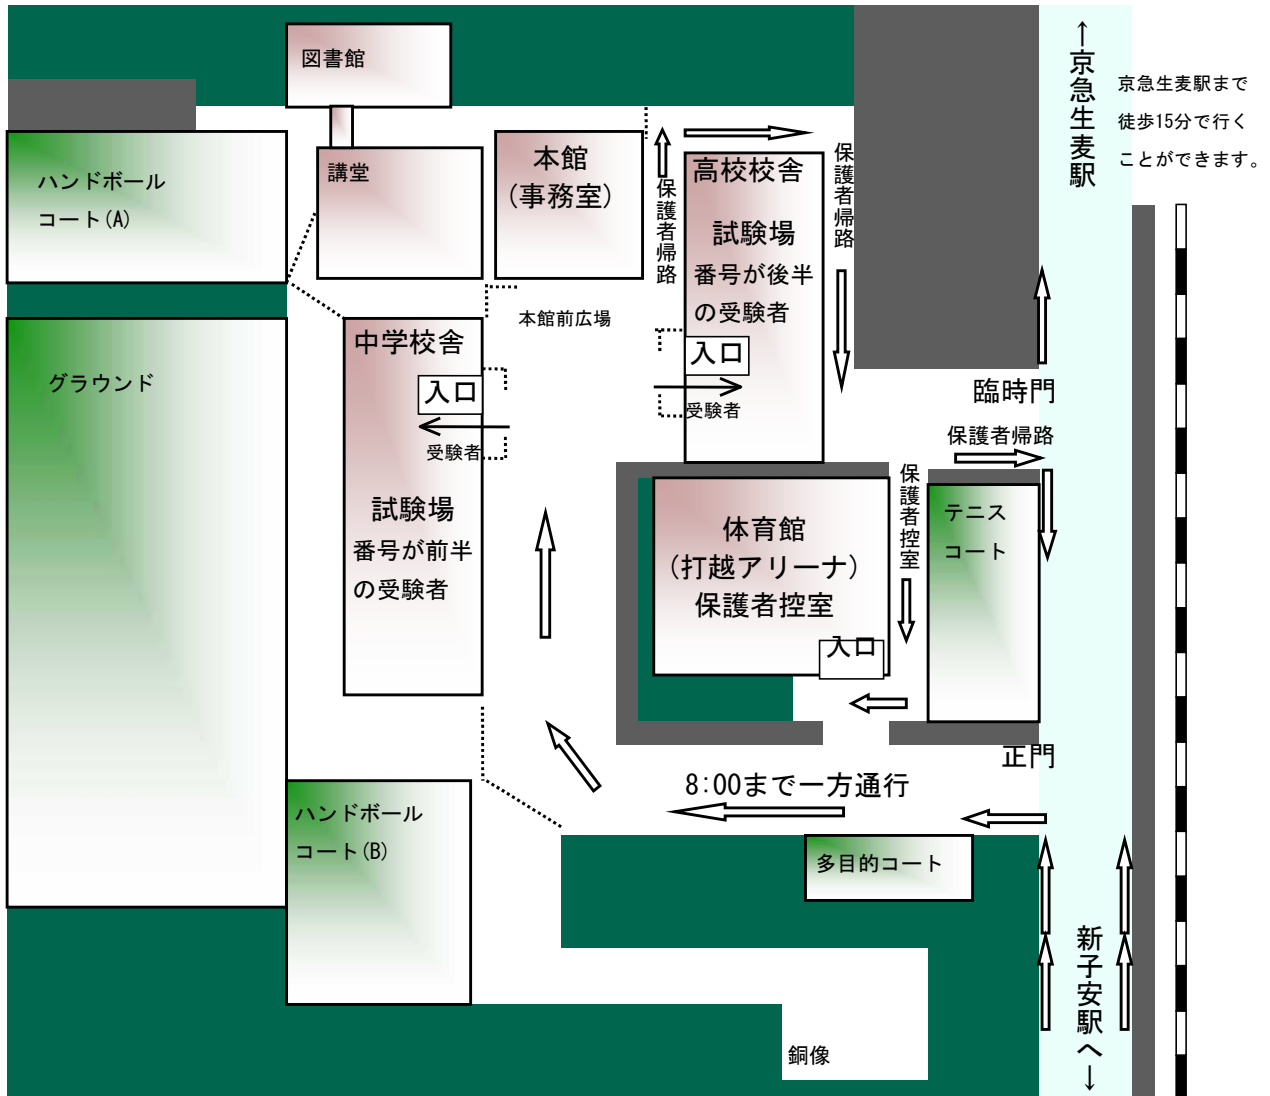 図書館
←京急生麦駅
京急生麦駅まで
徒歩15分で行く
ことができます。
ハンドボール
コート(A)
講堂
本館
(事務室)
保護者帰路
高校校舎
試験場
番号が後半
の受験者
入口
受験者
保護者帰路
本館前広場
グラウンド
中学校舎
入口
受験者
試験場
番号が前半
の受験者
臨時門
保護者帰路
体育館
(打越アリーナ)
保護者控室
入口
保護者控室
テニス
コート
正門
8:00まで一方通行
ハンドボール
コート(B)
多目的コート
新子安駅へ→
銅像